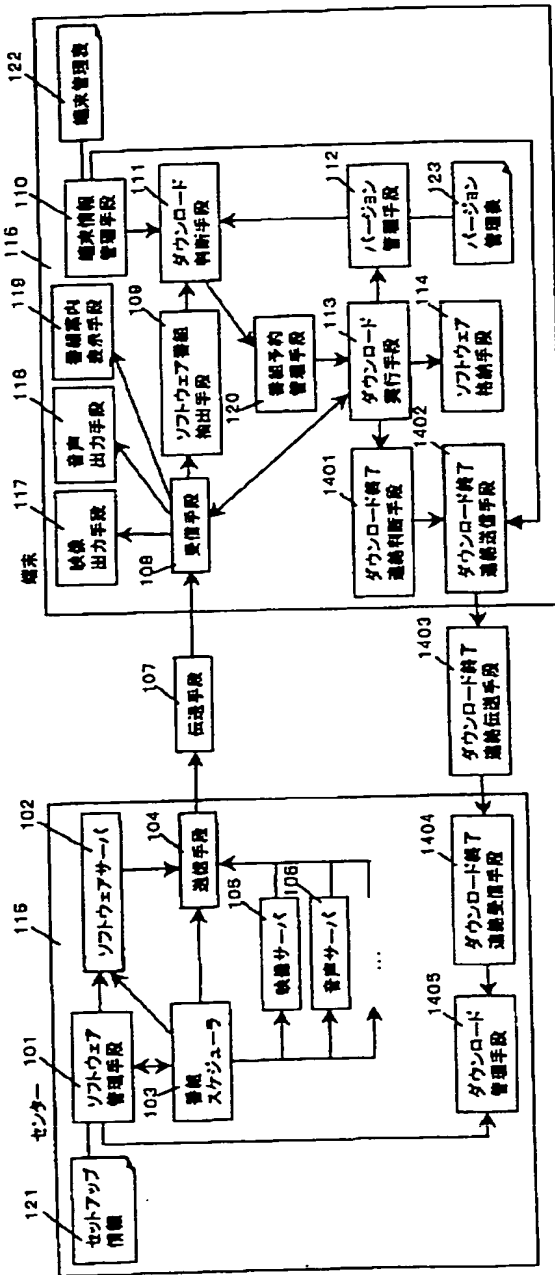 センター
115
121
セットアップ
情報
101
ソフトウェア
管理手段
102
ソフトウェアサーバ
103
番組
スケジューラ
104
送信手段
105
映像サーバ
106
音声サーバ
…
1405
ダウンロード
管理手段
1404
ダウンロード終了
連絡受信手段
107
伝送手段
1403
ダウンロード終了
連絡伝送手段
端末
116
117
映像
出力手段
118
音声
出力手段
119
番組案内
表示手段
110
端末情報
管理手段
122
端末管理表
108
受信手段
109
ソフトウェア番組
抽出手段
111
ダウンロード
判断手段
120
番組予約
管理手段
113
ダウンロード
実行手段
112
バージョン
管理手段
123
バージョン
管理表
114
ソフトウェア
格納手段
1401
ダウンロード終了
連絡判断手段
1402
ダウンロード終了
連絡送信手段